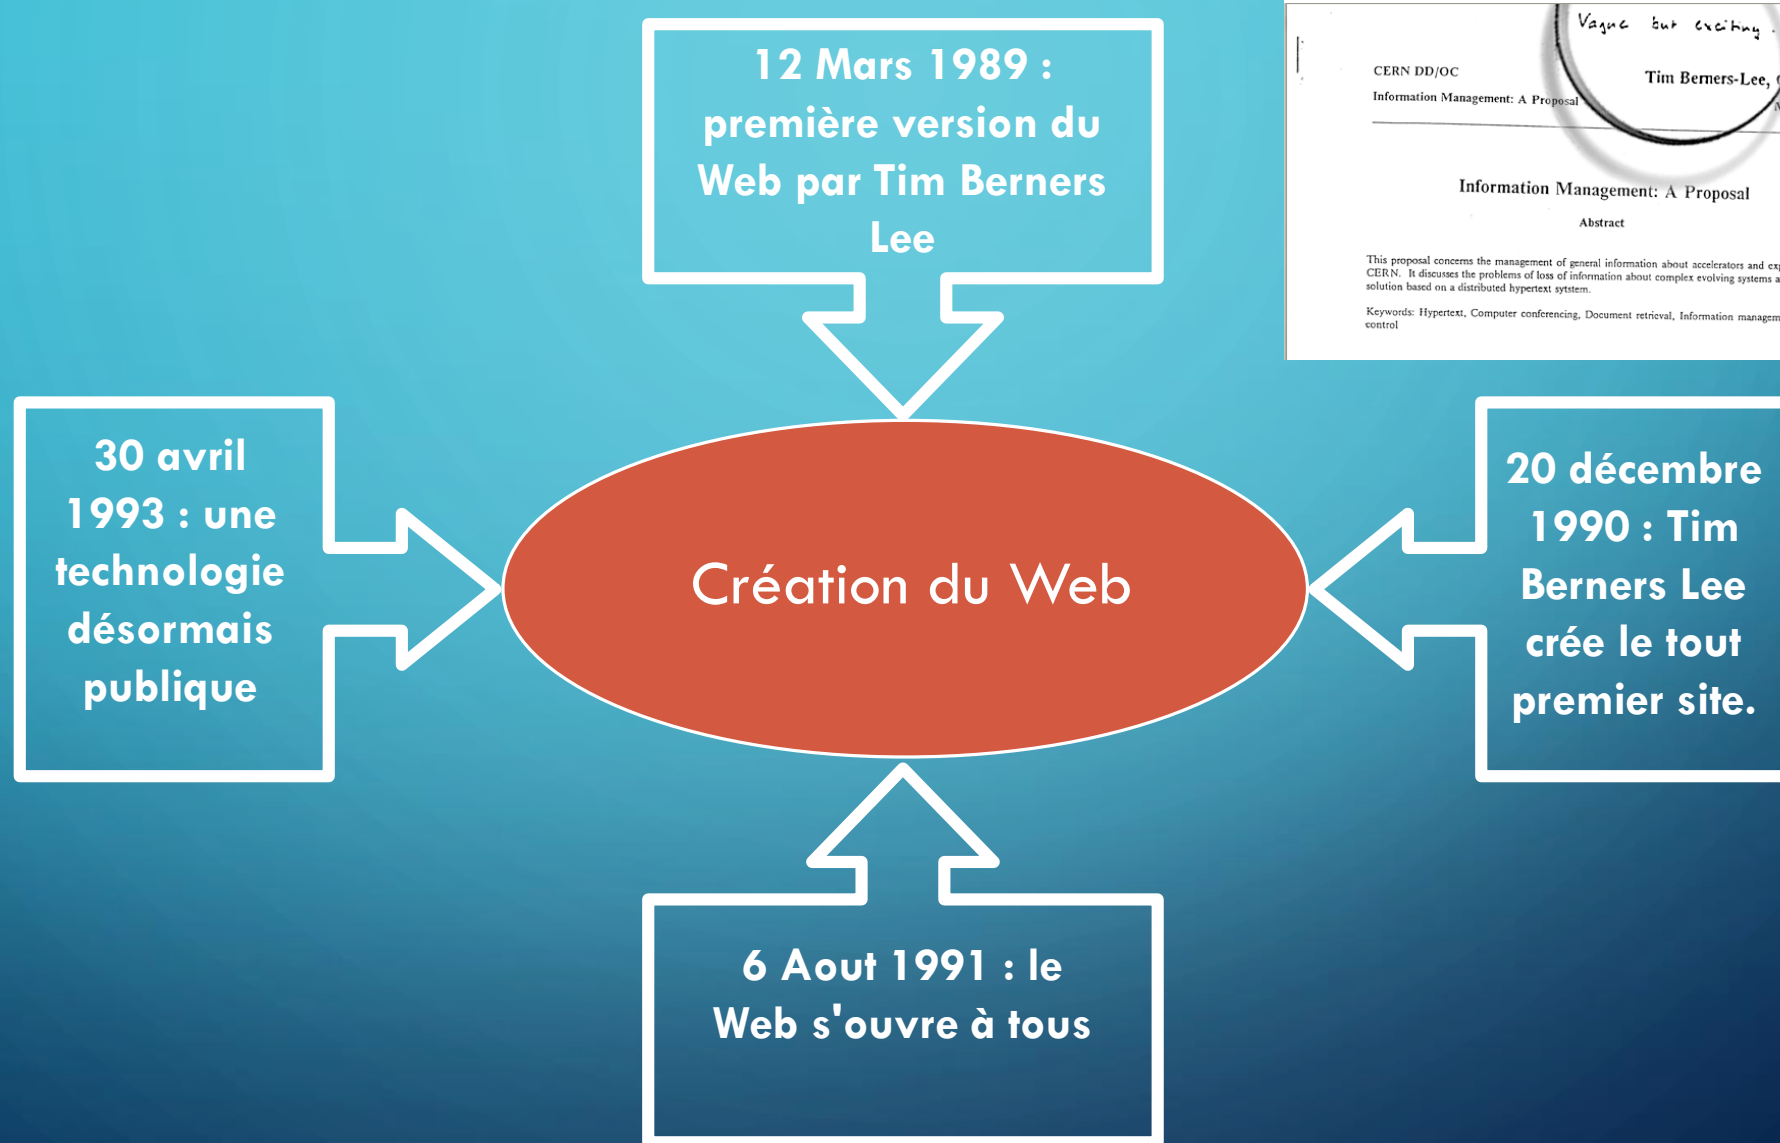 12 Mars 1989 :
première version du
Web par Tim Berners
Lee
Vague but exciting .
CERN DD/OC
Tim Berners-Lee,
Information Management: A Proposal
Information Management: A Proposal
Abstract
This proposal concerns the management of general information about accelerators and
CERN. It discusses the problems of loss of information about complex evolving systems
solution based on a distributed hypertext sytstem.
Keywords: Hypertext, Computer conferencing, Document retrieval, Information
control
30 avril
1993 : une
technologie
désormais
publique
Création du Web
20 décembre
1990 : Tim
Berners Lee
crée le tout
premier site.
6 Aout 1991 : le
Web s'ouvre à tous